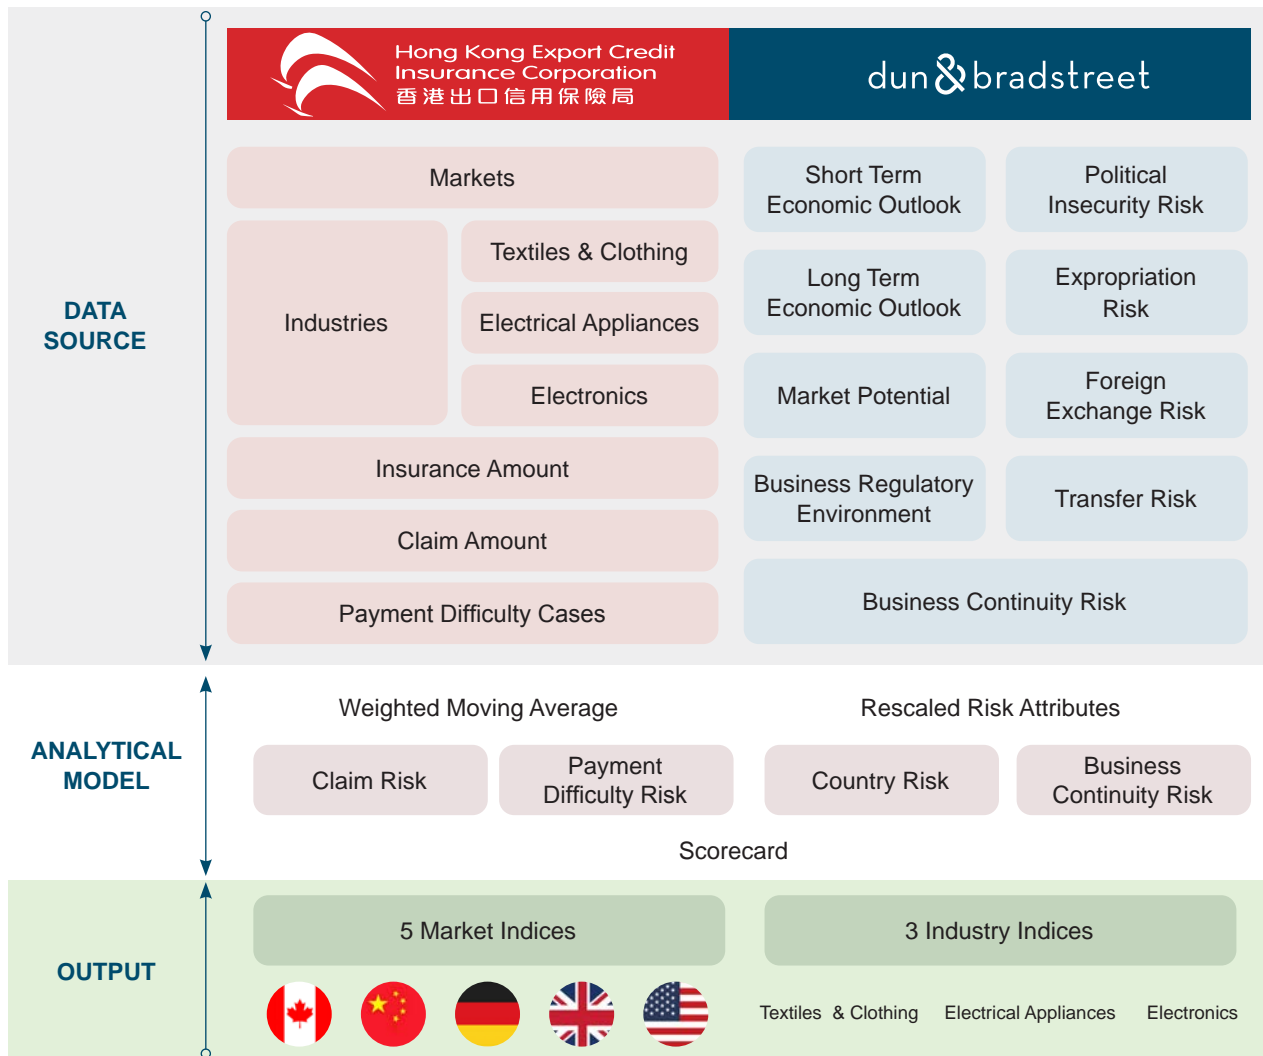 Hong Kong Export Credit
Insurance Corporation
香港出口信用保險局
dun&bradstreet
DATA
SOURCE
Markets
Industries
Textiles & Clothing
Electrical Appliances
Electronics
Insurance Amount
Claim Amount
Payment Difficulty Cases
Short Term
Economic Outlook
Political
Insecurity Risk
Long Term
Economic Outlook
Expropriation
Risk
Market Potential
Foreign
Exchange Risk
Business Regulatory
Environment
Transfer Risk
Business Continuity Risk
ANALYTICAL
MODEL
Weighted Moving Average
Rescaled Risk Attributes
Claim Risk
Payment
Difficulty Risk
Country Risk
Business
Continuity Risk
Scorecard
OUTPUT
5 Market Indices
3 Industry Indices
Textiles & Clothing
Electrical Appliances
Electronics